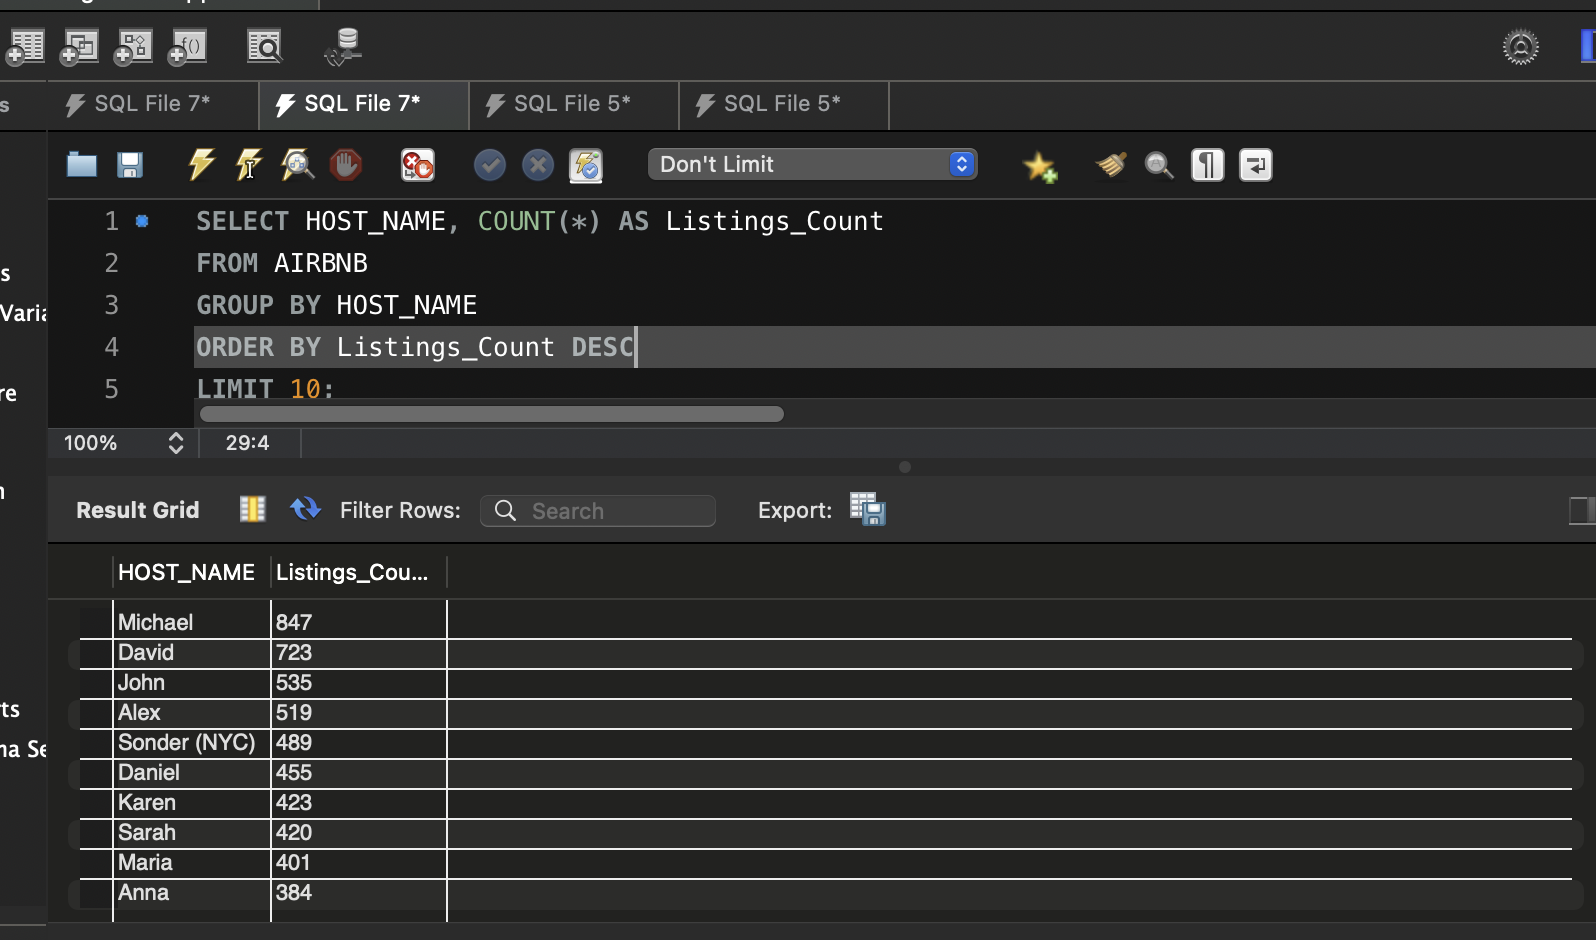 s
SQL File 7*
SQL File 7*
SQL File 5*
SQL File 5*
Don't Limit
1 SELECT HOST_NAME, COUNT(*) AS Listings_Count
2 FROM AIRBNB
3 GROUP BY HOST_NAME
4 ORDER BY Listings_Count DESC
5 LIMIT 10;
s
Varia
re
n
ts
na Se
100%
29:4
Result Grid
Filter Rows:
Search
Export:
HOST_NAME Listings_Cou...
Michael 847
David 723
John 535
Alex 519
Sonder (NYC) 489
Daniel 455
Karen 423
Sarah 420
Maria 401
Anna 384